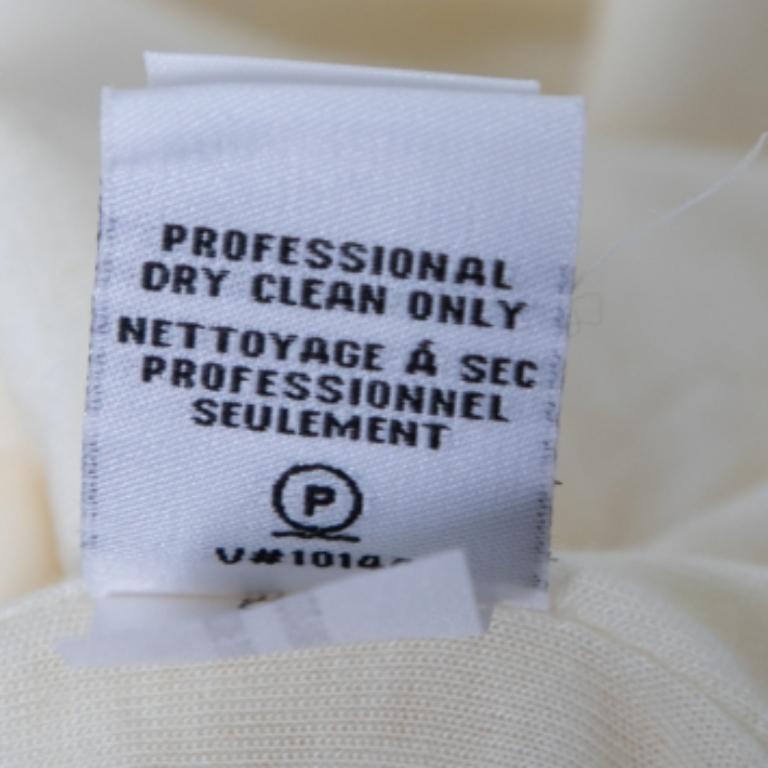 PROFESSIONAL
DRY CLEAN ONLY
NETTOYAGE Á SEC
PROFESSIONNEL
SEULEMENT
P